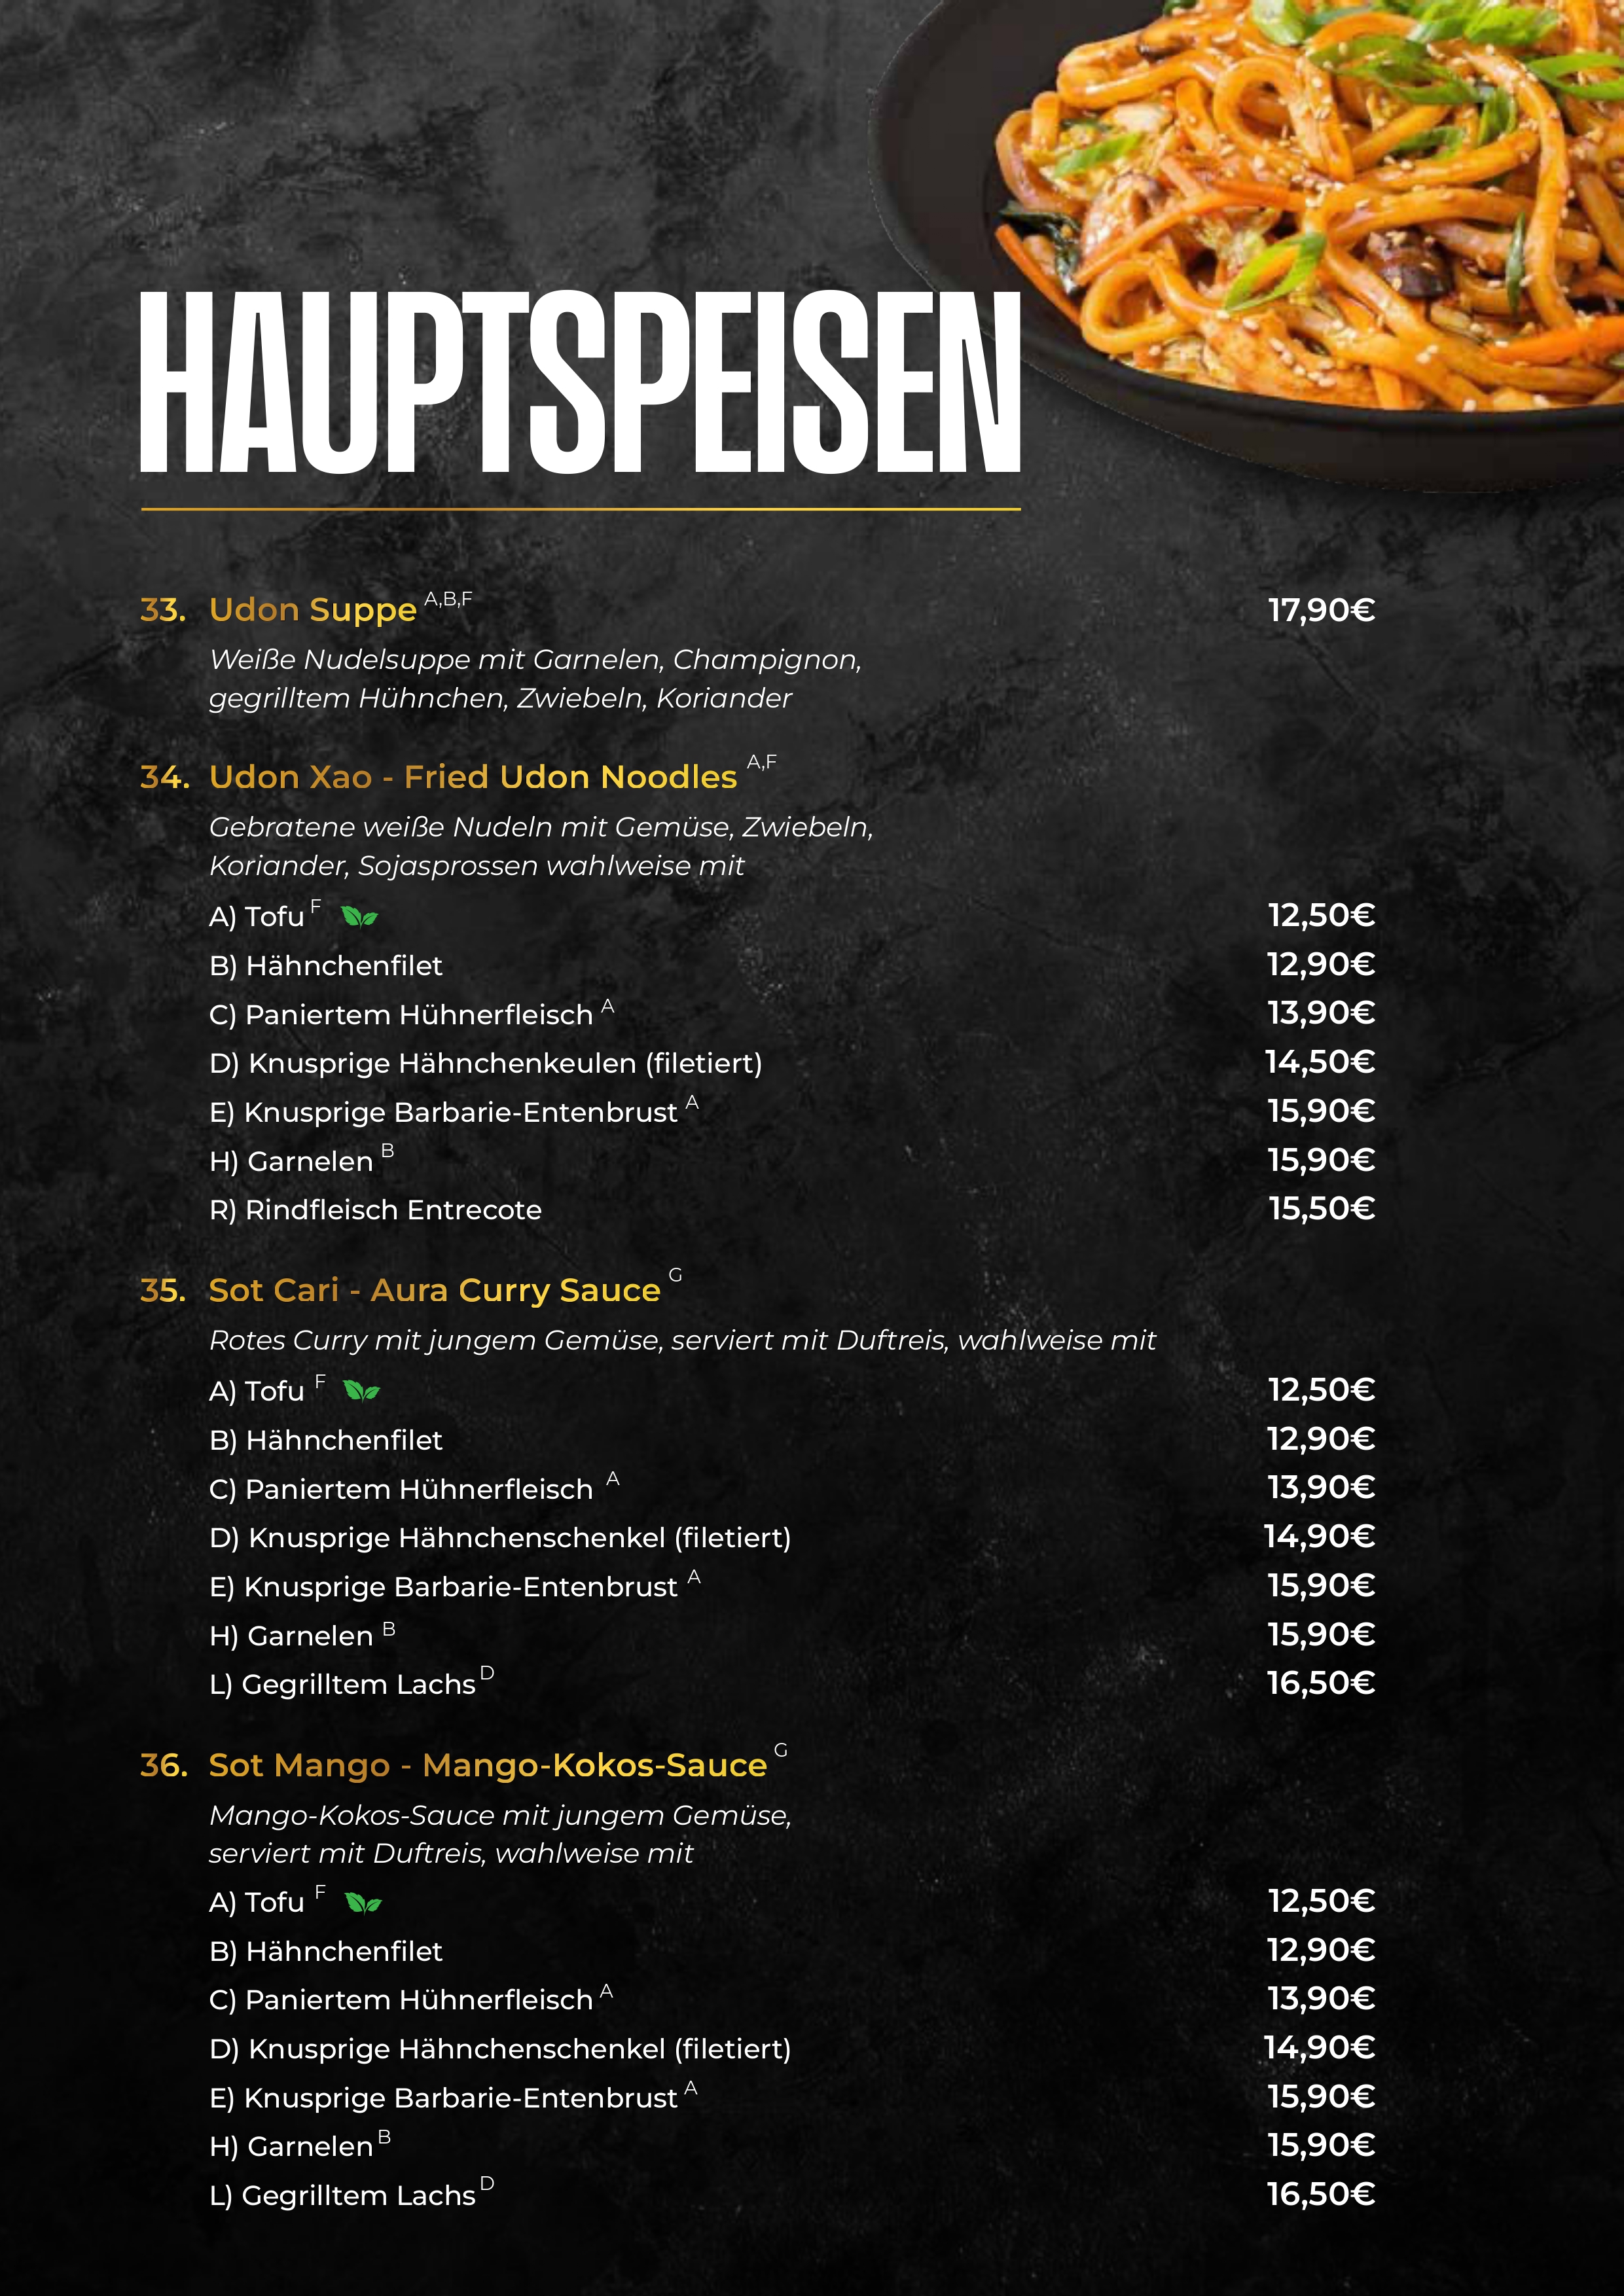 HAUPTSPEISEN
33. Udon Suppe A,B,F 17,90€
Weiße Nudelsuppe mit Garnelen, Champignon,
gegrilltem Hühnchen, Zwiebeln, Koriander
34. Udon Xao - Fried Udon Noodles A,F
Gebratene weiße Nudeln mit Gemüse, Zwiebeln,
Koriander, Sojasprossen wahlweise mit
A) Tofu F 12,50€
B) Hähnchenfilet 12,90€
C) Paniertem Hühnerfleisch A 13,90€
D) Knusprige Hähnchenkeulen (filetiert) 14,50€
E) Knusprige Barbarie-Entenbrust A 15,90€
H) Garnelen B 15,90€
R) Rindfleisch Entrecote 15,50€
35. Sot Cari - Aura Curry Sauce G
Rotes Curry mit jungem Gemüse, serviert mit Duftreis, wahlweise mit
A) Tofu F 12,50€
B) Hähnchenfilet 12,90€
C) Paniertem Hühnerfleisch A 13,90€
D) Knusprige Hähnchenschenkel (filetiert) 14,90€
E) Knusprige Barbarie-Entenbrust A 15,90€
H) Garnelen B 15,90€
L) Gegrilltem Lachs D 16,50€
36. Sot Mango - Mango-Kokos-Sauce G
Mango-Kokos-Sauce mit jungem Gemüse,
serviert mit Duftreis, wahlweise mit
A) Tofu F 12,50€
B) Hähnchenfilet 12,90€
C) Paniertem Hühnerfleisch A 13,90€
D) Knusprige Hähnchenschenkel (filetiert) 14,90€
E) Knusprige Barbarie-Entenbrust A 15,90€
H) Garnelen B 15,90€
L) Gegrilltem Lachs D 16,50€